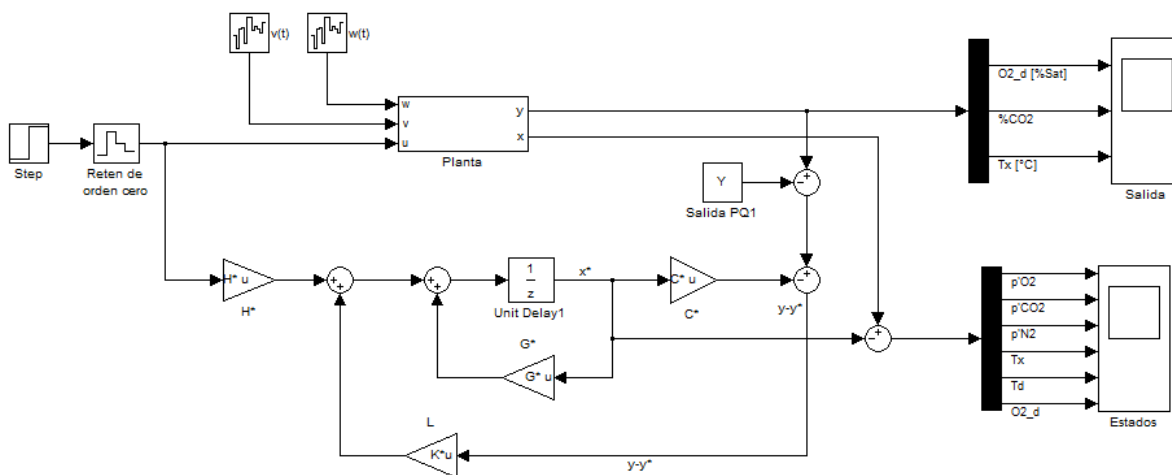 v(t)
w(t)
w
v
u
y
x
Planta
Step
Reten de
orden cero
O2_d [%Sat]
%CO2
Tx [°C]
Salida
Y
Salida PQ1
H* u
H*
1
z
Unit Delay1
x*
C* u
C*
y-y*
G*
G* u
L
K*u
y-y*
p'O2
p'CO2
p'N2
Tx
Td
O2_d
Estados